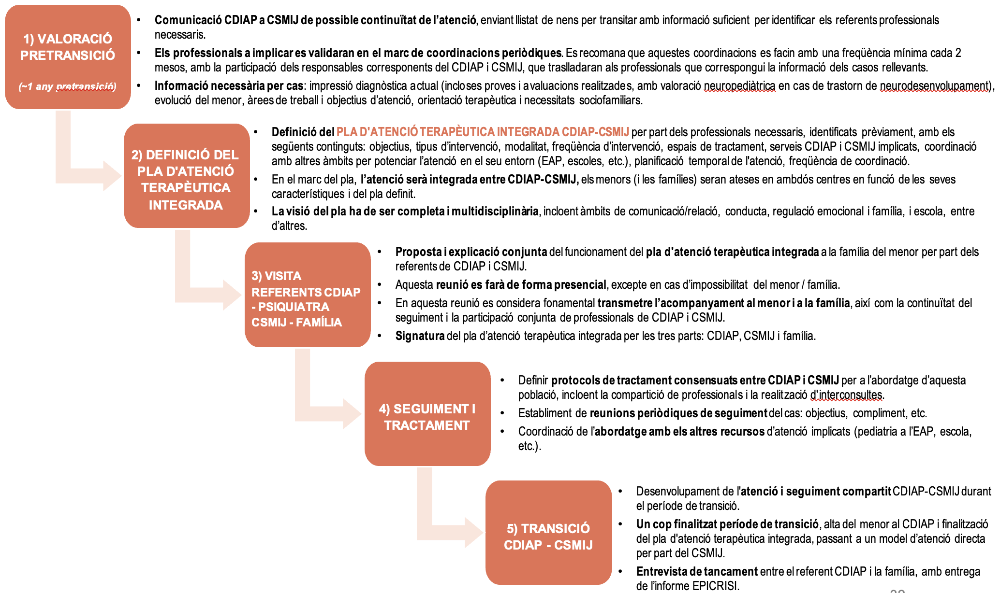 1) VALORACIÓ
PRETRANSICIÓ
(~1 any pretransició)
• Comunicació CDIAP a CSMIJ de possible continuïtat de l’atenció, enviant llistat de nens per transitar amb informació suficient per identificar els referents professionals
necessaris.
• Els professionals a implicar es validaran en el marc de coordinacions periòdiques. Es recomana que aquestes coordinacions es facin amb una freqüència mínima cada 2
mesos, amb la participació dels responsables corresponents del CDIAP i CSMIJ, que traslladaran als professionals que correspongui la informació dels casos rellevants.
• Informació necessària per cas: impressió diagnòstica actual (incloses proves i avaluacions realitzades, amb valoració neuropediàtrica en cas de trastorn de neurodesenvolupament),
evolució del menor, àrees de treball i objectius d’atenció, orientació terapèutica i necessitats sociofamiliars.
2) DEFINICIÓ DEL
PLA D'ATENCIÓ
TERAPÈUTICA
INTEGRADA
• Definició del PLA D'ATENCIÓ TERAPÈUTICA INTEGRADA CDIAP-CSMIJ per part dels professionals necessaris, identificats prèviament, amb els
següents continguts: objectius, tipus d’intervenció, modalitat, freqüència d’intervenció, espais de tractament, serveis CDIAP i CSMIJ implicats, coordinació
amb altres àmbits per potenciar l’atenció en el seu entorn (EAP, escoles, etc.), planificació temporal de l'atenció, freqüència de coordinació.
• En el marc del pla, l’atenció serà integrada entre CDIAP-CSMIJ, els menors (i les famílies) seran ateses en ambdós centres en funció de les seves
característiques i del pla definit.
• La visió del pla ha de ser completa i multidisciplinària, incloent àmbits de comunicació/relació, conducta, regulació emocional i família, i escola, entre
d’altres.
3) VISITA
REFERENTS CDIAP
- PSIQUIATRA
CSMIJ - FAMÍLIA
• Proposta i explicació conjunta del funcionament del pla d'atenció terapèutica integrada a la família del menor per part dels
referents de CDIAP i CSMIJ.
• Aquesta reunió es farà de forma presencial, excepte en cas d’impossibilitat del menor / família.
• En aquesta reunió es considera fonamental transmetre l’acompanyament al menor i a la família, així com la continuïtat del
seguiment i la participació conjunta de professionals de CDIAP i CSMIJ.
• Signatura del pla d’atenció terapèutica integrada per les tres parts: CDIAP, CSMIJ i família.
4) SEGUIMENT I
TRACTAMENT
• Definir protocols de tractament consensuats entre CDIAP i CSMIJ per a l’abordatge d’aquesta
població, incloent la compartició de professionals i la realització d'interconsultes.
• Establiment de reunions periòdiques de seguiment del cas: objectius, compliment, etc.
• Coordinació de l’abordatge amb els altres recursos d’atenció implicats (pediatria a l’EAP, escola,
etc.).
5) TRANSICIÓ
CDIAP - CSMIJ
• Desenvolupament de l'atenció i seguiment compartit CDIAP-CSMIJ durant
el període de transició.
• Un cop finalitzat període de transició, alta del menor al CDIAP i finalització
del pla d'atenció terapèutica integrada, passant a un model d’atenció directa
per part del CSMIJ.
• Entrevista de tancament entre el referent CDIAP i la família, amb entrega
de l’informe EPICRISI.